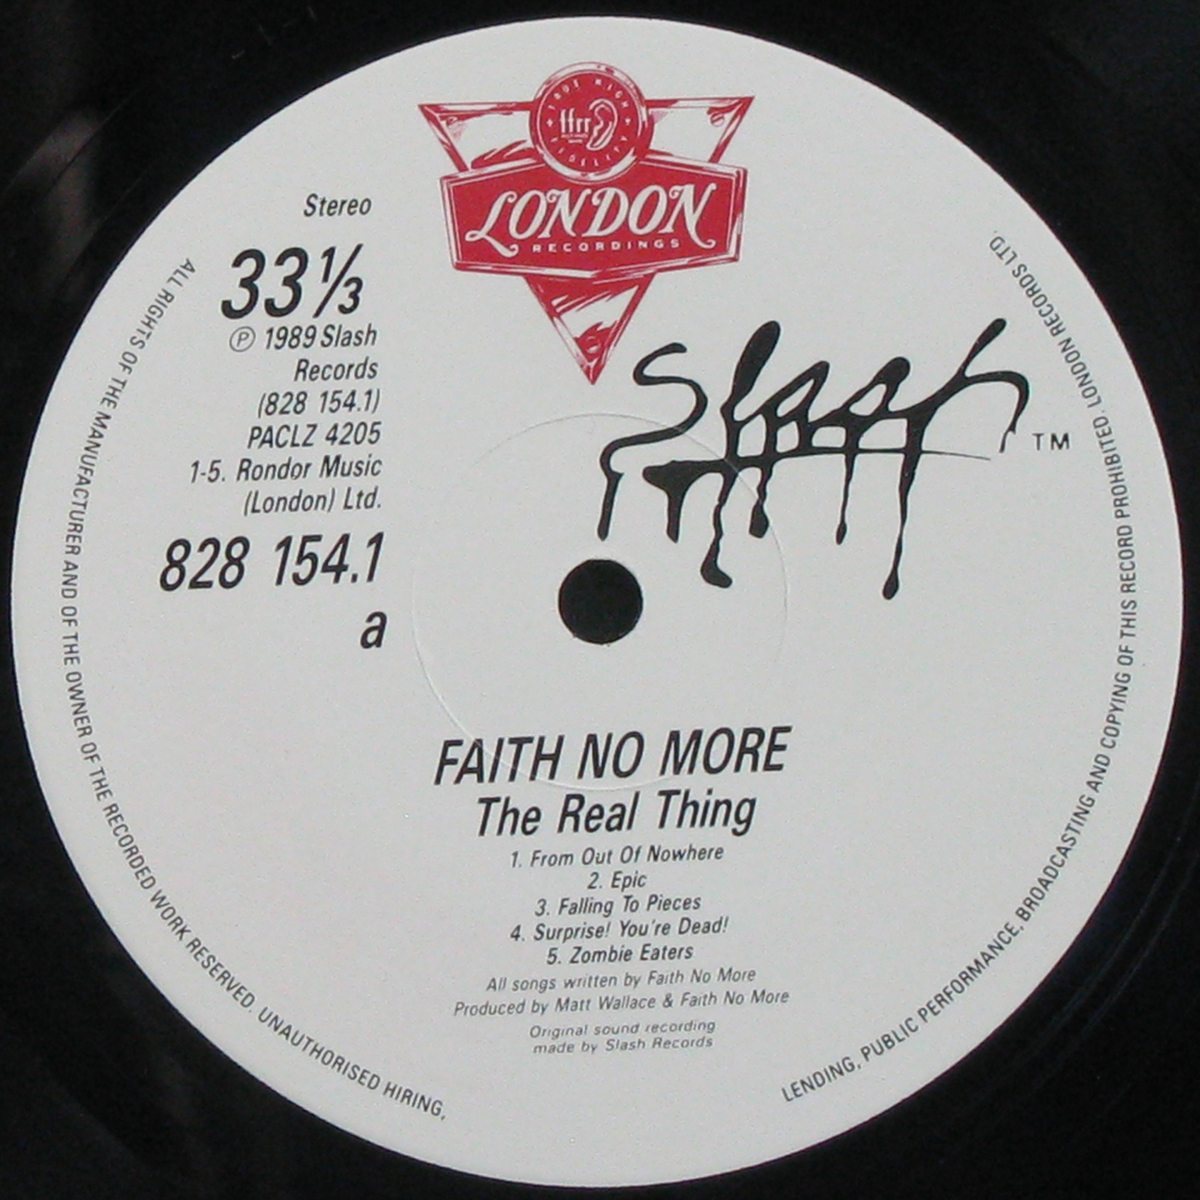 TRUE HIGH FIDELITY
ffrr
LONDON
RECORDINGS
Stereo
33 ⅓
Ⓟ 1989 Slash
Records
(828 154.1)
PACLZ 4205
1-5. Rondor Music
(London) Ltd.
828 154.1
a
Slash TM
FAITH NO MORE
The Real Thing
1. From Out Of Nowhere
2. Epic
3. Falling To Pieces
4. Surprise! You're Dead!
5. Zombie Eaters
All songs written by Faith No More
Produced by Matt Wallace & Faith No More
Original sound recording
made by Slash Records
ALL RIGHTS OF THE MANUFACTURER AND OF THE OWNER OF THE RECORDED WORK RESERVED. UNAUTHORISED HIRING,
LENDING, PUBLIC PERFORMANCE, BROADCASTING AND COPYING OF THIS RECORD PROHIBITED. LONDON RECORDS LTD.